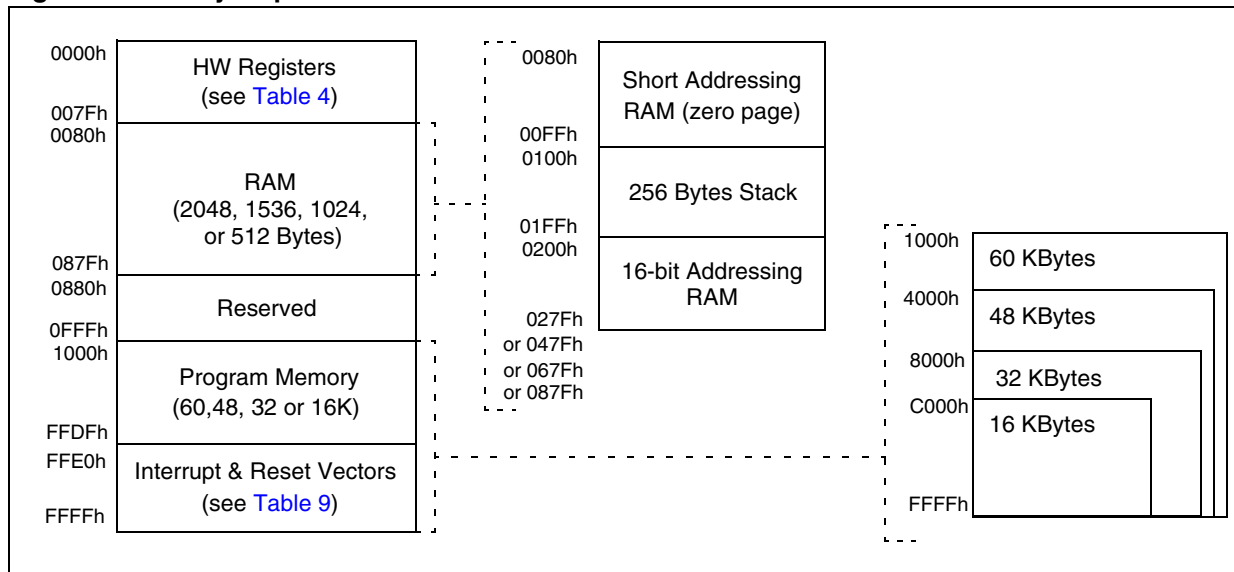 0000h
HW Registers
(see Table 4)
007Fh
0080h
RAM
(2048, 1536, 1024,
or 512 Bytes)
087Fh
0880h
Reserved
0FFFh
1000h
Program Memory
(60,48, 32 or 16K)
FFDFh
FFE0h
Interrupt & Reset Vectors
(see Table 9)
FFFFh
0080h
Short Addressing
RAM (zero page)
00FFh
0100h
256 Bytes Stack
01FFh
0200h
16-bit Addressing
RAM
027Fh
or 047Fh
or 067Fh
or 087Fh
1000h
60 KBytes
4000h
48 KBytes
8000h
32 KBytes
C000h
16 KBytes
FFFFh